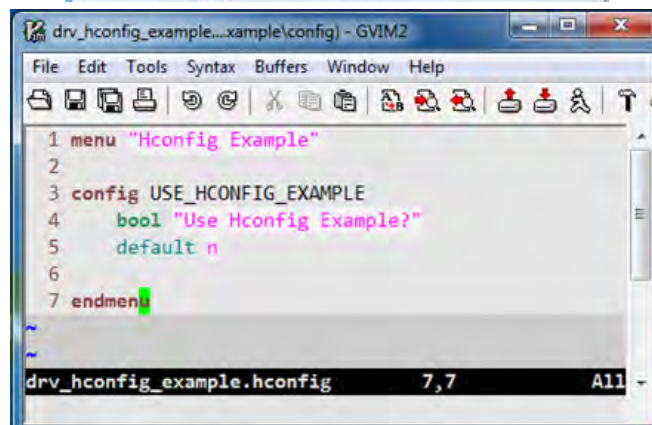 drv_hconfig_example....xample\config) - GVIM2
File Edit Tools Syntax Buffers Window Help
1 menu "Hconfig Example"
2
3 config USE_HCONFIG_EXAMPLE
4 bool "Use Hconfig Example?"
5 default n
6
7 endmenu
~
~
drv_hconfig_example.hconfig 7,7 All